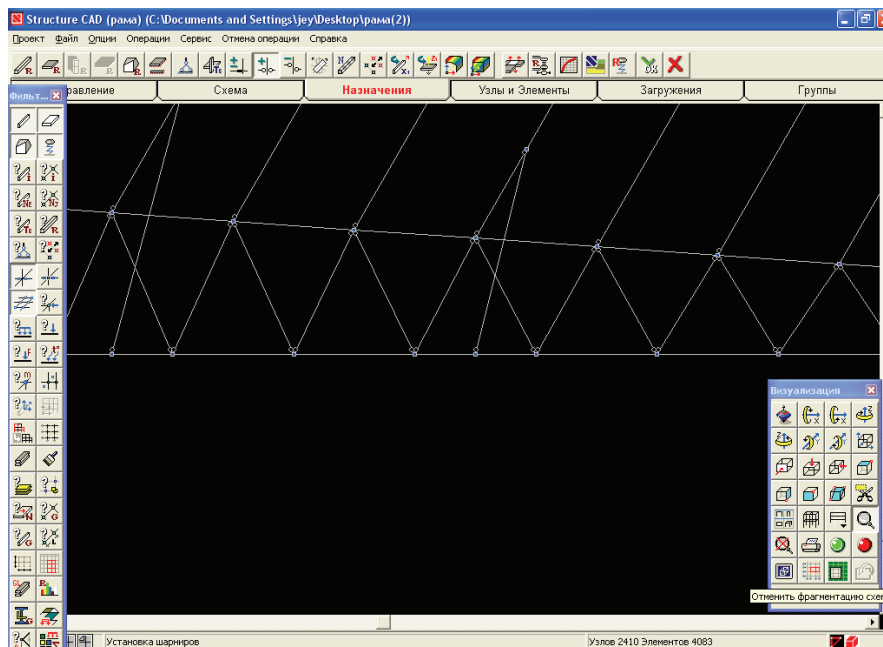 Structure CAD (рама) (C:\Documents and Settings\jey\Desktop\рама(2))
Проект Файл Опции Операции Сервис Отмена операции Справка
Фильт...
равление Схема Назначения Узлы и Элементы Загружения Группы
Визуализация
Отменить фрагментацию схем
Установка шарниров Узлов 2410 Элементов 4083